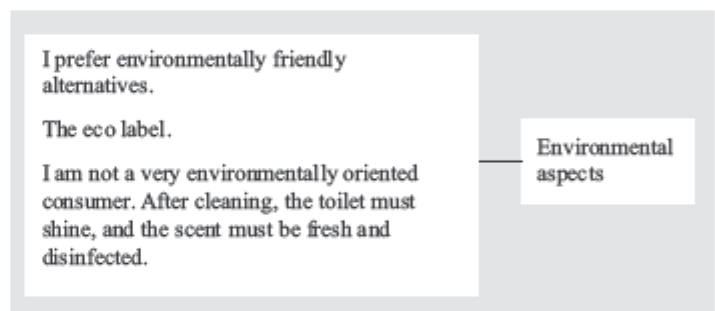 I prefer environmentally friendly
alternatives.
The eco label.
I am not a very environmentally oriented
consumer. After cleaning, the toilet must
shine, and the scent must be fresh and
disinfected.
Environmental
aspects